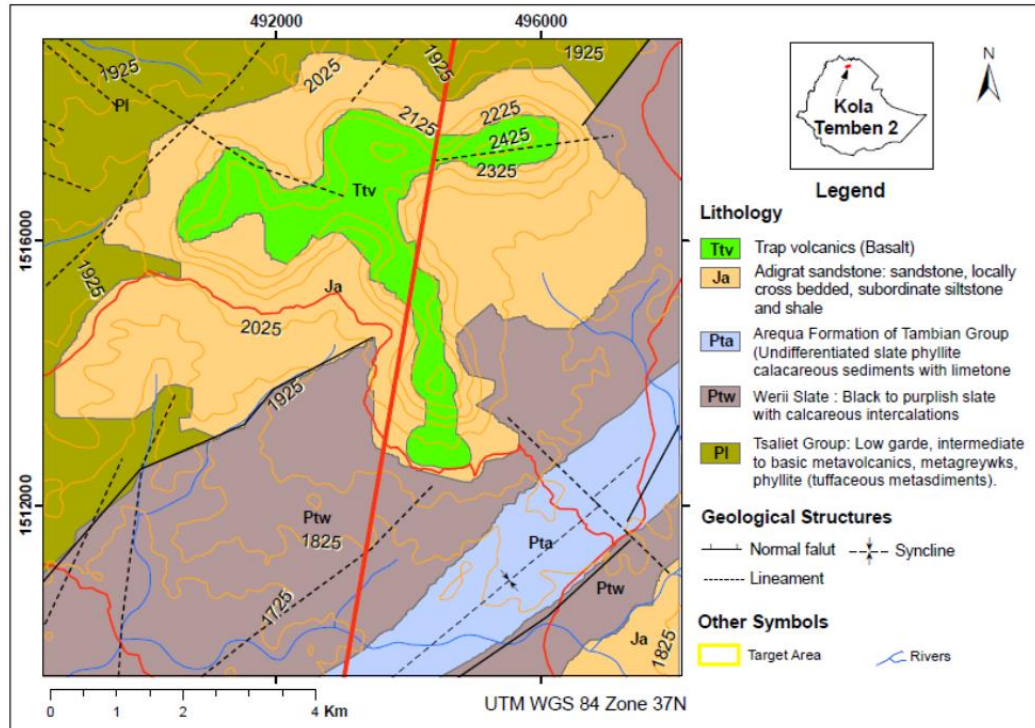 492000
496000
1925
1925
1925
2025
Pl
2125
2225
2425
2325
Ttv
1516000
1925
Ja
2025
1925
1512000
Ptw
1825
Pta
1725
Ptw
Ja
1825
0 1 2 4 Km
UTM WGS 84 Zone 37N
N
Kola
Temben 2
Legend
Lithology
Ttv Trap volcanics (Basalt)
Ja Adigrat sandstone: sandstone, locally
cross bedded, subordinate siltstone
and shale
Pta Arequa Formation of Tambian Group
(Undifferentiated slate phyllite
calacareous sediments with limetone
Ptw Werii Slate : Black to purplish slate
with calcareous intercalations
Pl Tsaliet Group: Low garde, intermediate
to basic metavolcanics, metagreywks,
phyllite (tuffaceous metasdiments).
Geological Structures
Normal falut Syncline
Lineament
Other Symbols
Target Area Rivers